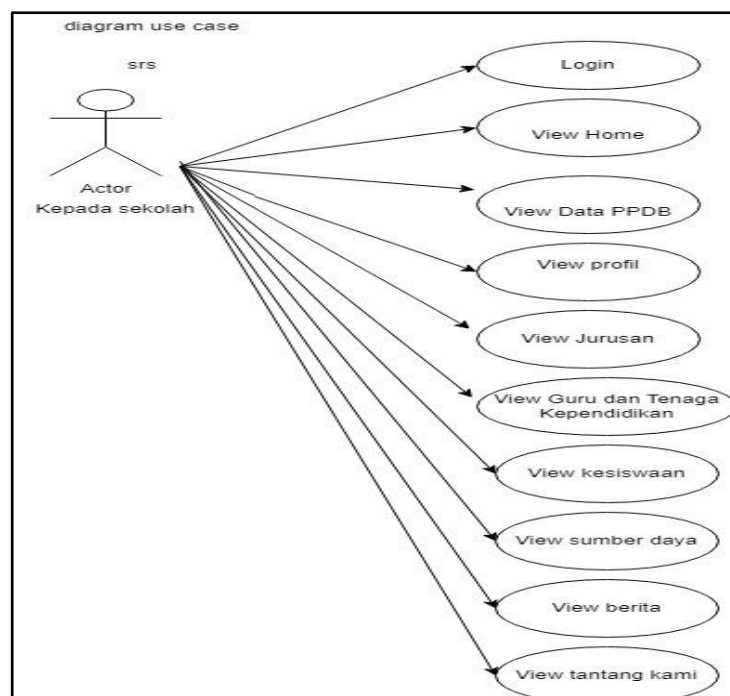 diagram use case
srs
Actor
Kepada sekolah
Login
View Home
View Data PPDB
View profil
View Jurusan
View Guru dan Tenaga
Kependidikan
View kesiswaan
View sumber daya
View berita
View tantang kami